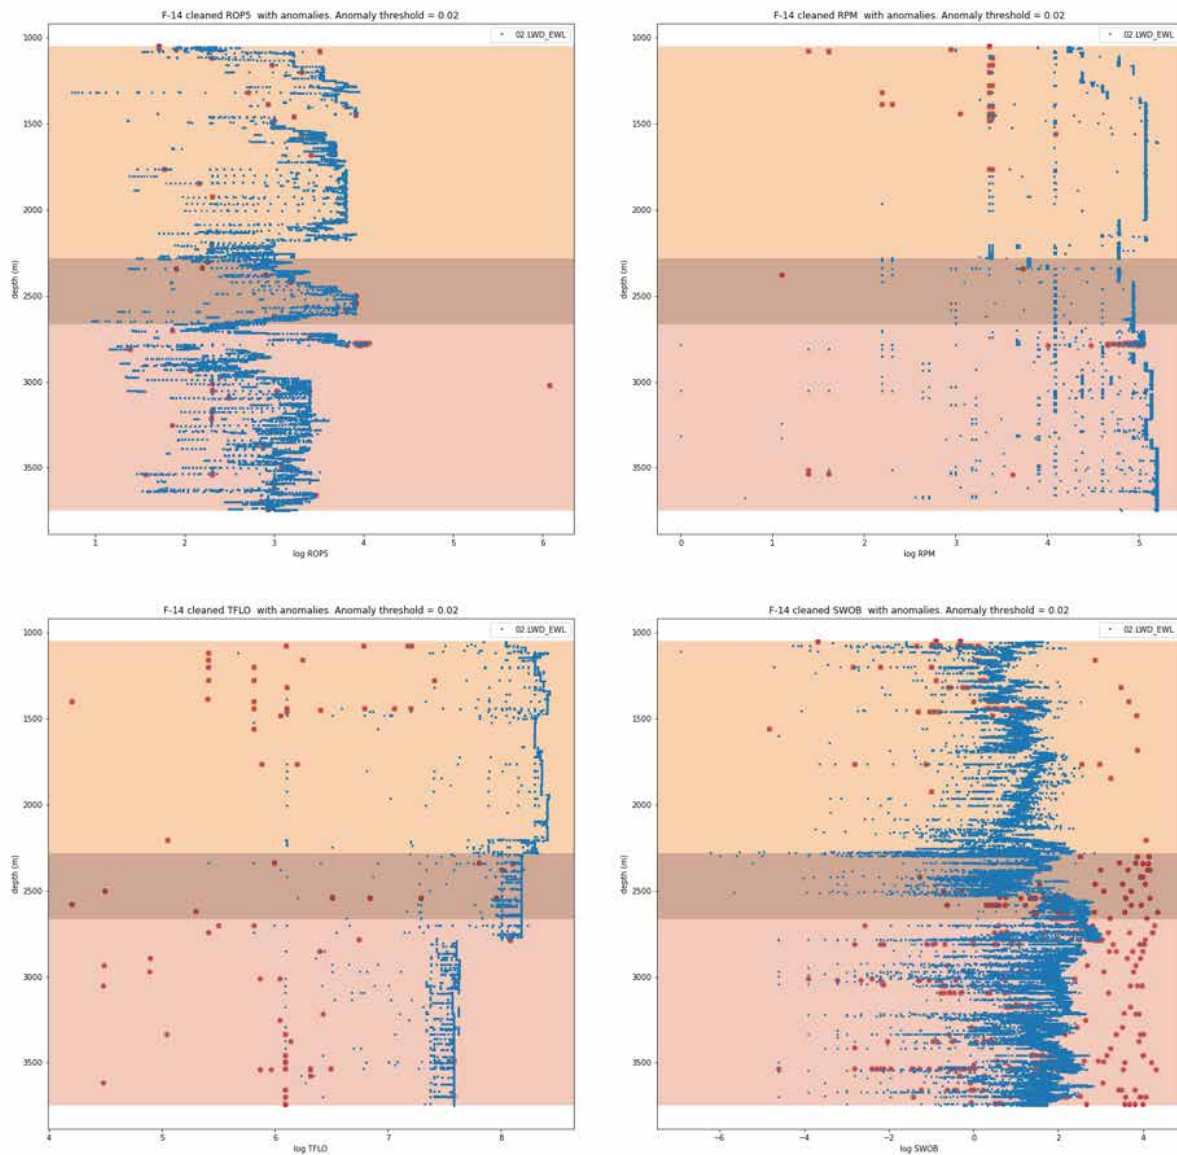 F-14 cleaned ROP5 with anomalies. Anomaly threshold = 0.02
02.LWD_EWL
1000
1500
2000
2500
3000
3500
depth (m)
1 2 3 4 5 6
log ROP5
F-14 cleaned RPM with anomalies. Anomaly threshold = 0.02
02.LWD_EWL
1000
1500
2000
2500
3000
3500
depth (m)
0 1 2 3 4 5
log RPM
F-14 cleaned TFLO with anomalies. Anomaly threshold = 0.02
02.LWD_EWL
1000
1500
2000
2500
3000
3500
depth (m)
4 5 6 7 8
log TFLO
F-14 cleaned SWOB with anomalies. Anomaly threshold = 0.02
02.LWD_EWL
1000
1500
2000
2500
3000
3500
depth (m)
−6 −4 −2 0 2 4
log SWOB